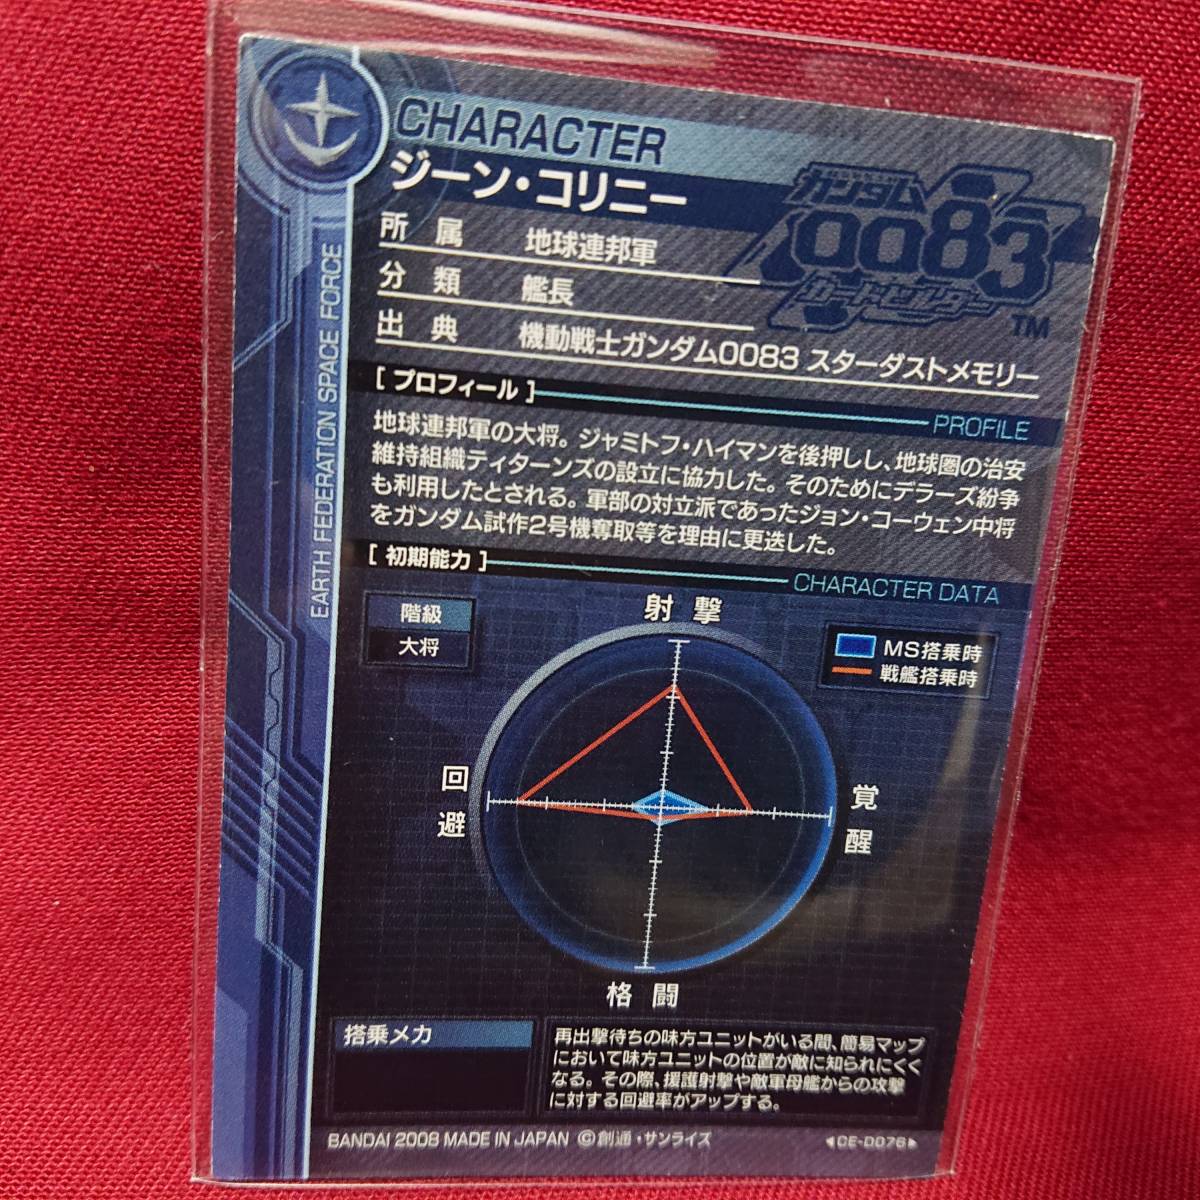 CHARACTER
ジーン・コリニー
ガンダム
0083
カードビルダー
TM
所属 地球連邦軍
分類 艦長
出典 機動戦士ガンダム0083 スターダストメモリー
EARTH FEDERATION SPACE FORCE
[ プロフィール ]
PROFILE
地球連邦軍の大将。ジャミトフ・ハイマンを後押しし、地球圏の治安
維持組織ティターンズの設立に協力した。そのためにデラーズ紛争
も利用したとされる。軍部の対立派であったジョン・コーウェン中将
をガンダム試作2号機奪取等を理由に更迭した。
[ 初期能力 ]
CHARACTER DATA
階級
大将
射撃
MS搭乗時
戦艦搭乗時
回避
覚醒
格闘
搭乗メカ
再出撃待ちの味方ユニットがいる間、簡易マップ
において味方ユニットの位置が敵に知られにくく
なる。その際、援護射撃や敵軍母艦からの攻撃
に対する回避率がアップする。
BANDAI 2008 MADE IN JAPAN ©創通・サンライズ
◀CE-D076▶